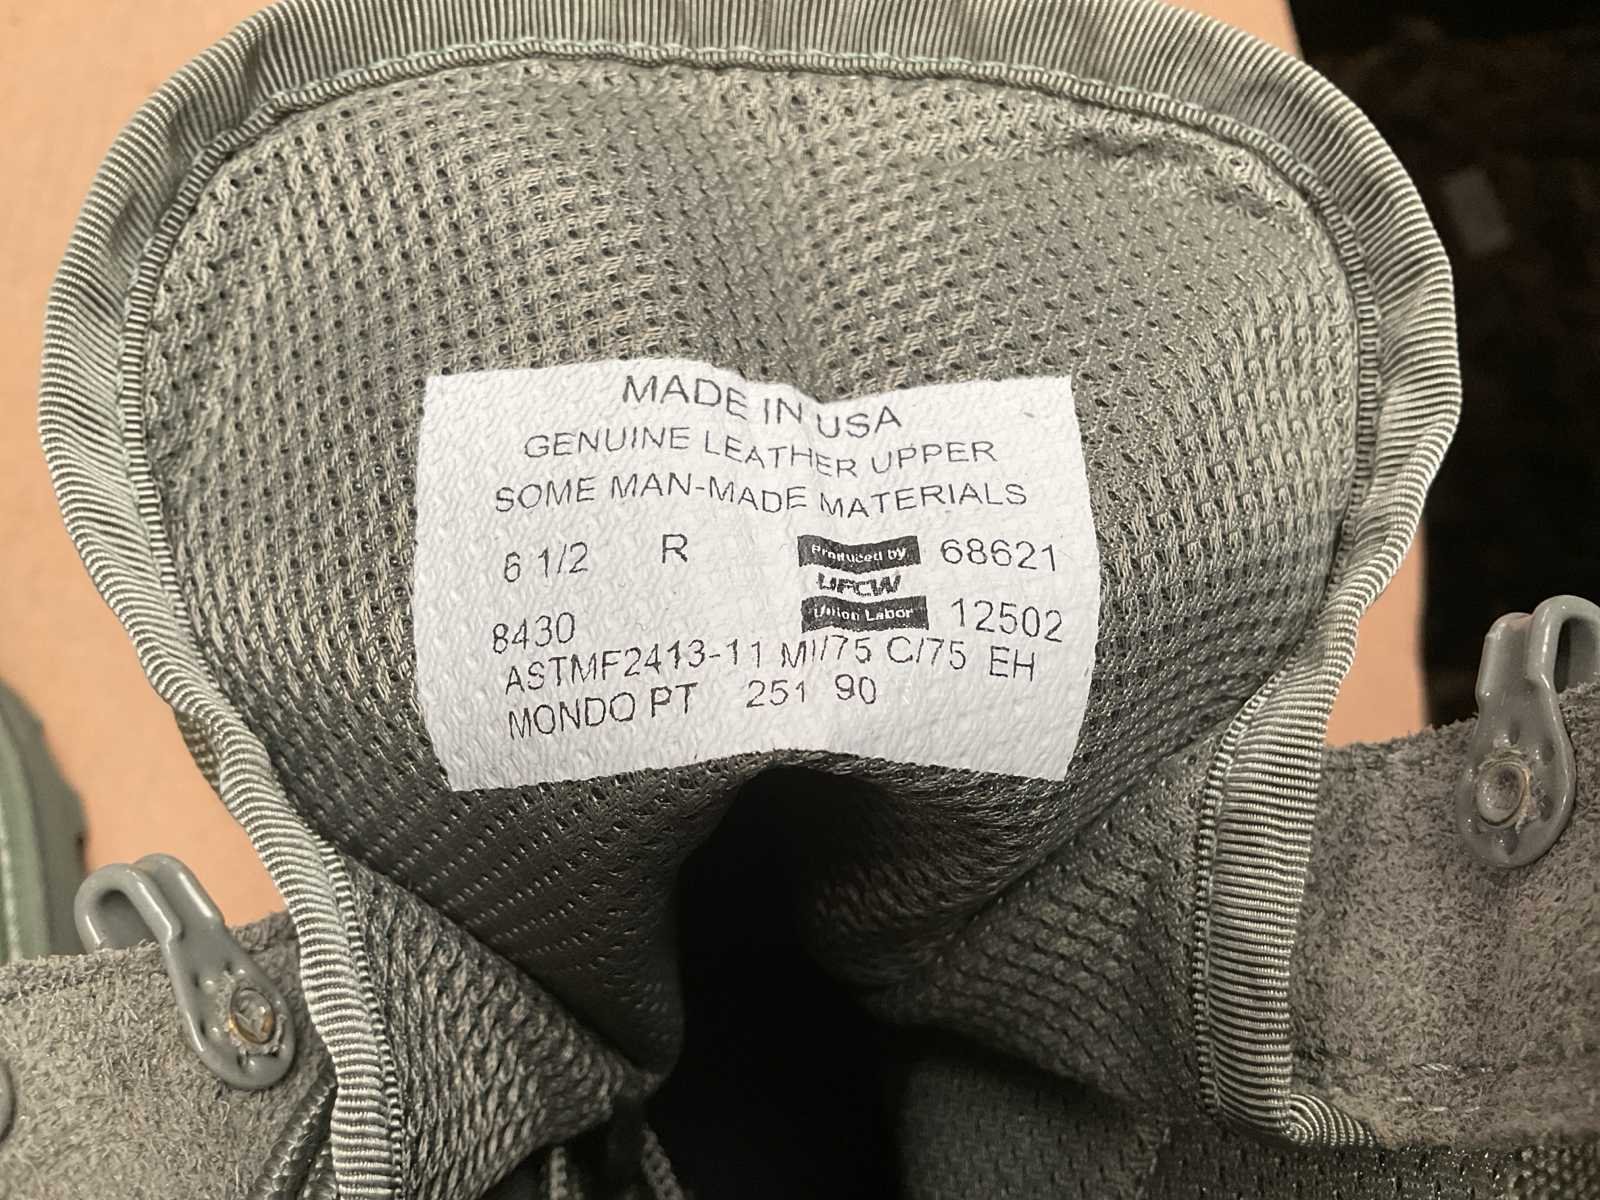 MADE IN USA
GENUINE LEATHER UPPER
SOME MAN-MADE MATERIALS
6 1/2 R
Produced by
UFCW
Union Labor
68621
12502
8430
ASTMF2413-11 MI/75 C/75 EH
MONDO PT 251 90